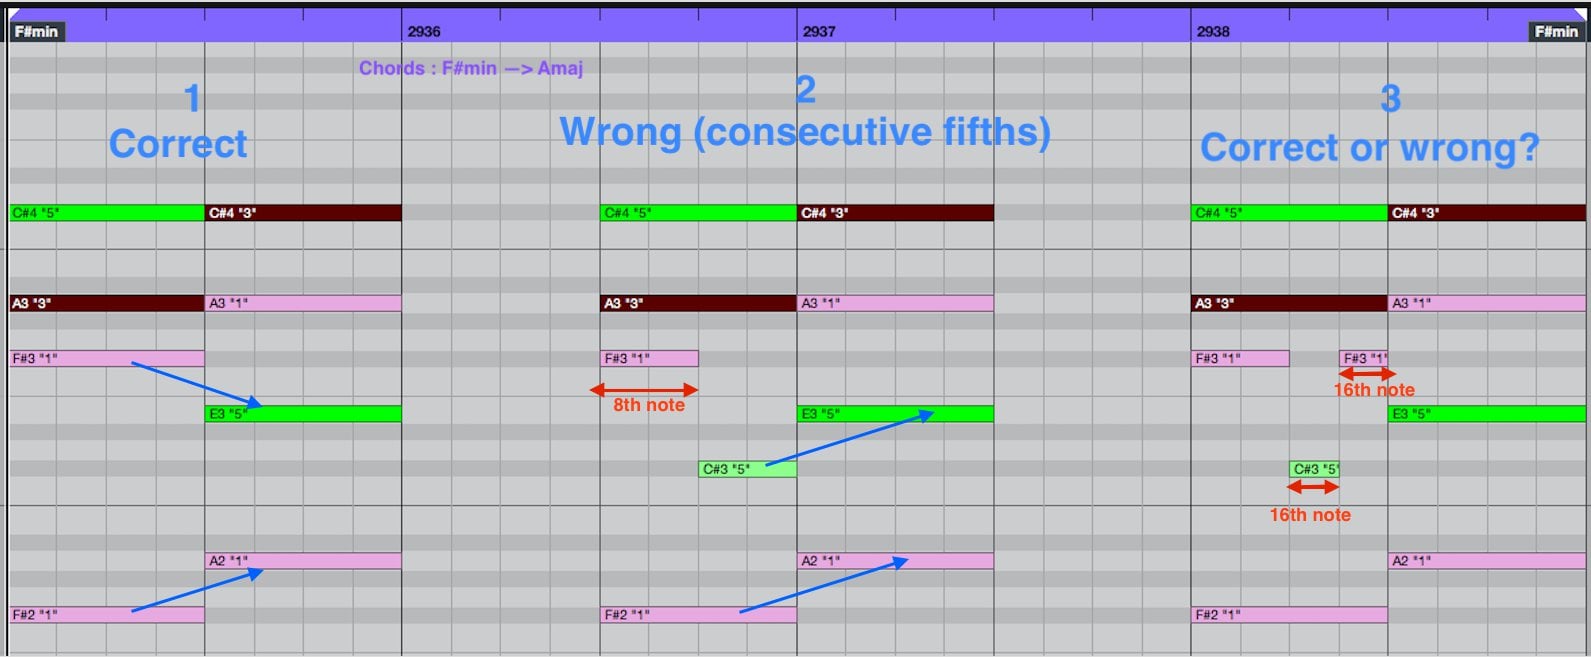 F#min 2936 2937 2938 F#min
Chords : F#min —> Amaj
1
Correct
2
Wrong (consecutive fifths)
3
Correct or wrong?
C#4 "5" C#4 "3" C#4 "5" C#4 "3" C#4 "5" C#4 "3"
A3 "3" A3 "1" A3 "3" A3 "1" A3 "3" A3 "1"
F#3 "1" F#3 "1" F#3 "1" F#3 "1"
8th note
16th note
E3 "5" E3 "5" E3 "5"
C#3 "5" C#3 "5"
16th note
A2 "1" A2 "1" A2 "1"
F#2 "1" F#2 "1" F#2 "1"